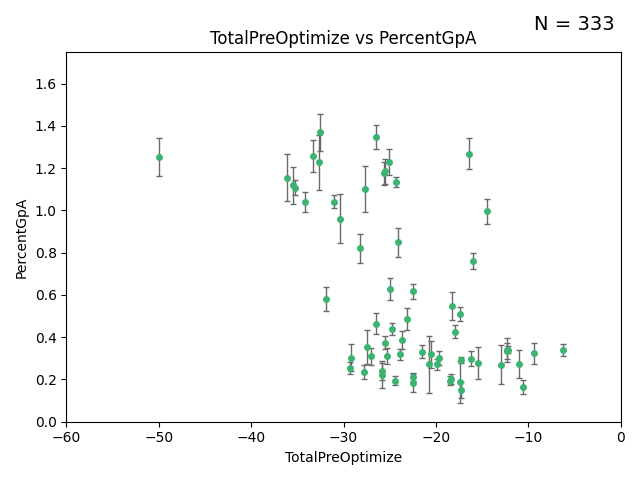 N = 333
TotalPreOptimize vs PercentGpA
PercentGpA
1.6
1.4
1.2
1.0
0.8
0.6
0.4
0.2
0.0
−60 −50 −40 −30 −20 −10 0
TotalPreOptimize